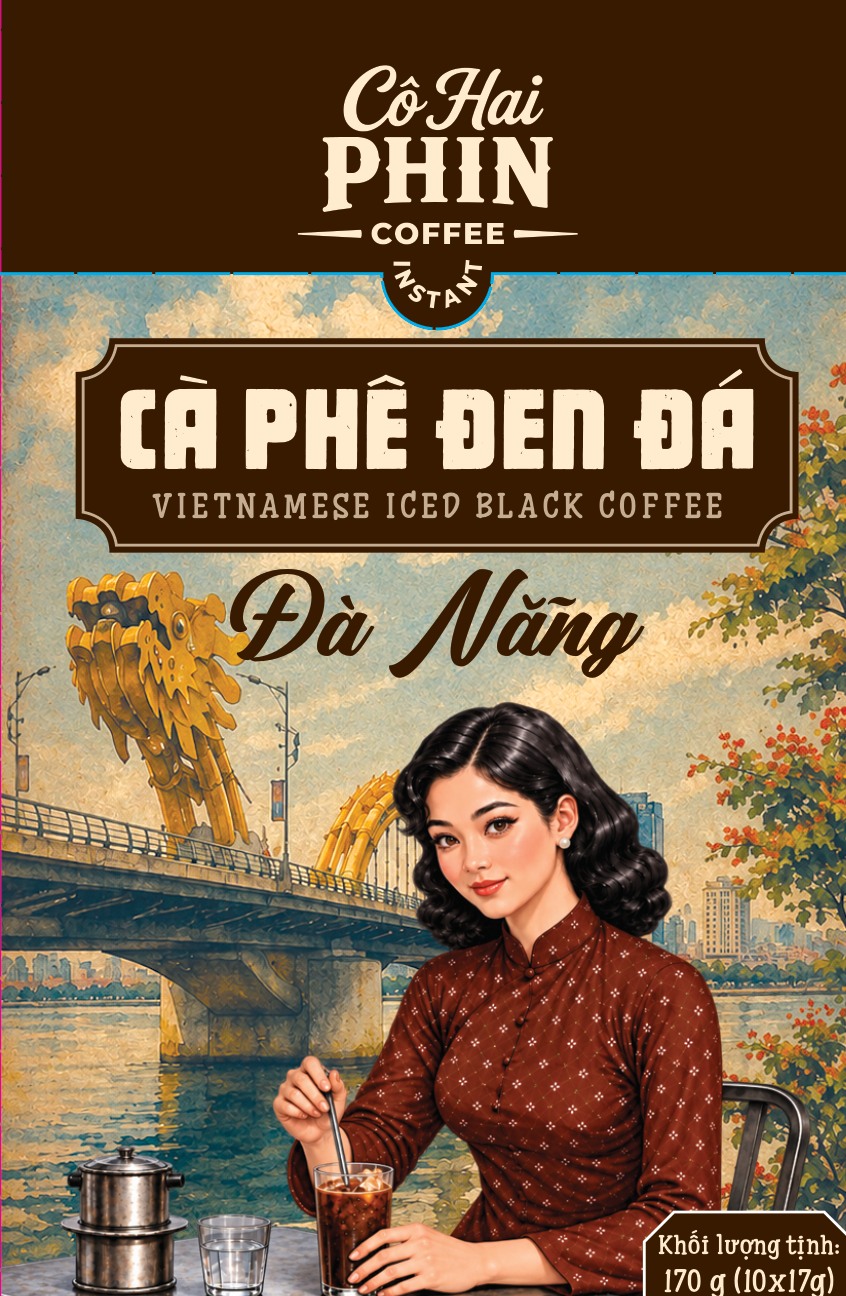 Cô Hai
PHIN
COFFEE
INSTANT
CÀ PHÊ ĐEN ĐÁ
VIETNAMESE ICED BLACK COFFEE
Đà Nẵng
Khối lượng tịnh:
170 g (10x17g)